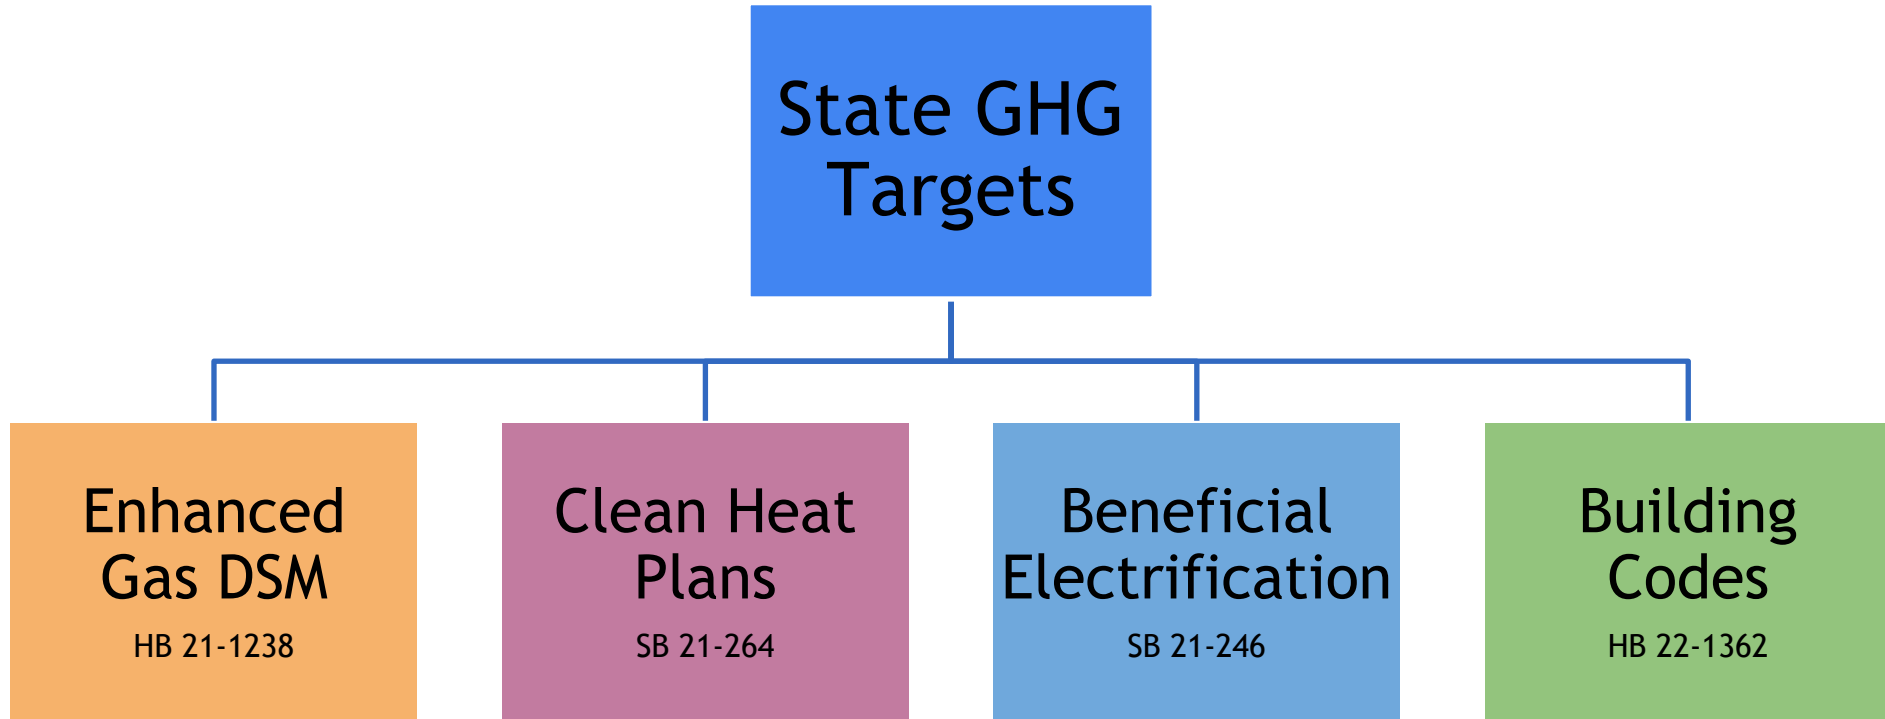 State GHG
Targets
Enhanced
Gas DSM
HB 21-1238
Clean Heat
Plans
SB 21-264
Beneficial
Electrification
SB 21-246
Building
Codes
HB 22-1362